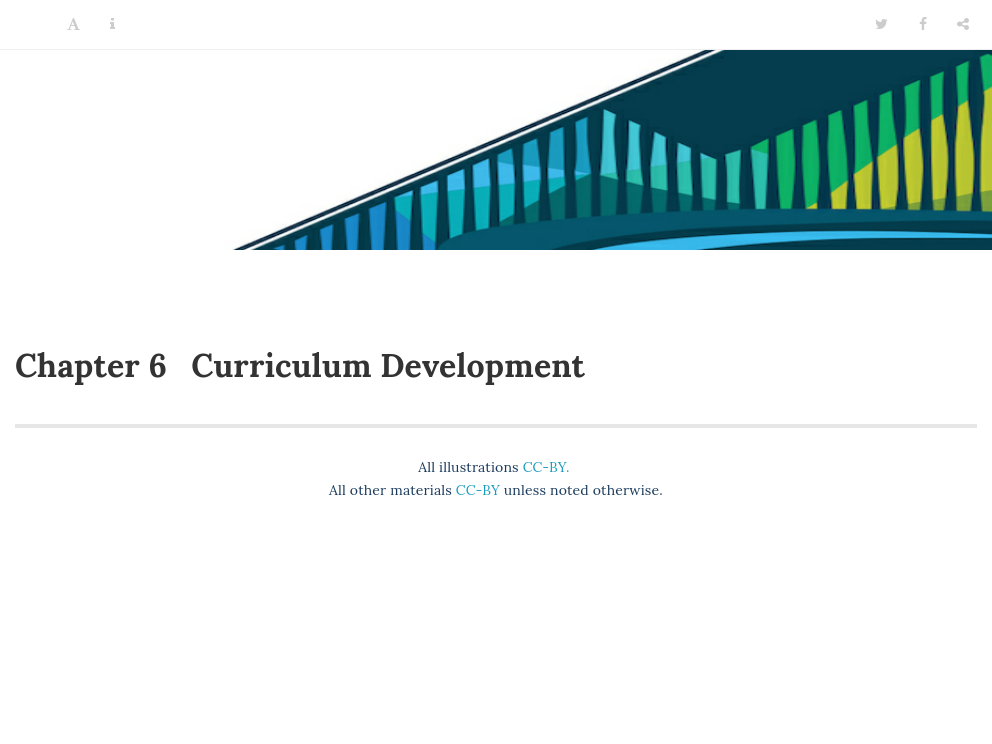 Chapter 6 Curriculum Development
All illustrations CC-BY.
All other materials CC-BY unless noted otherwise.